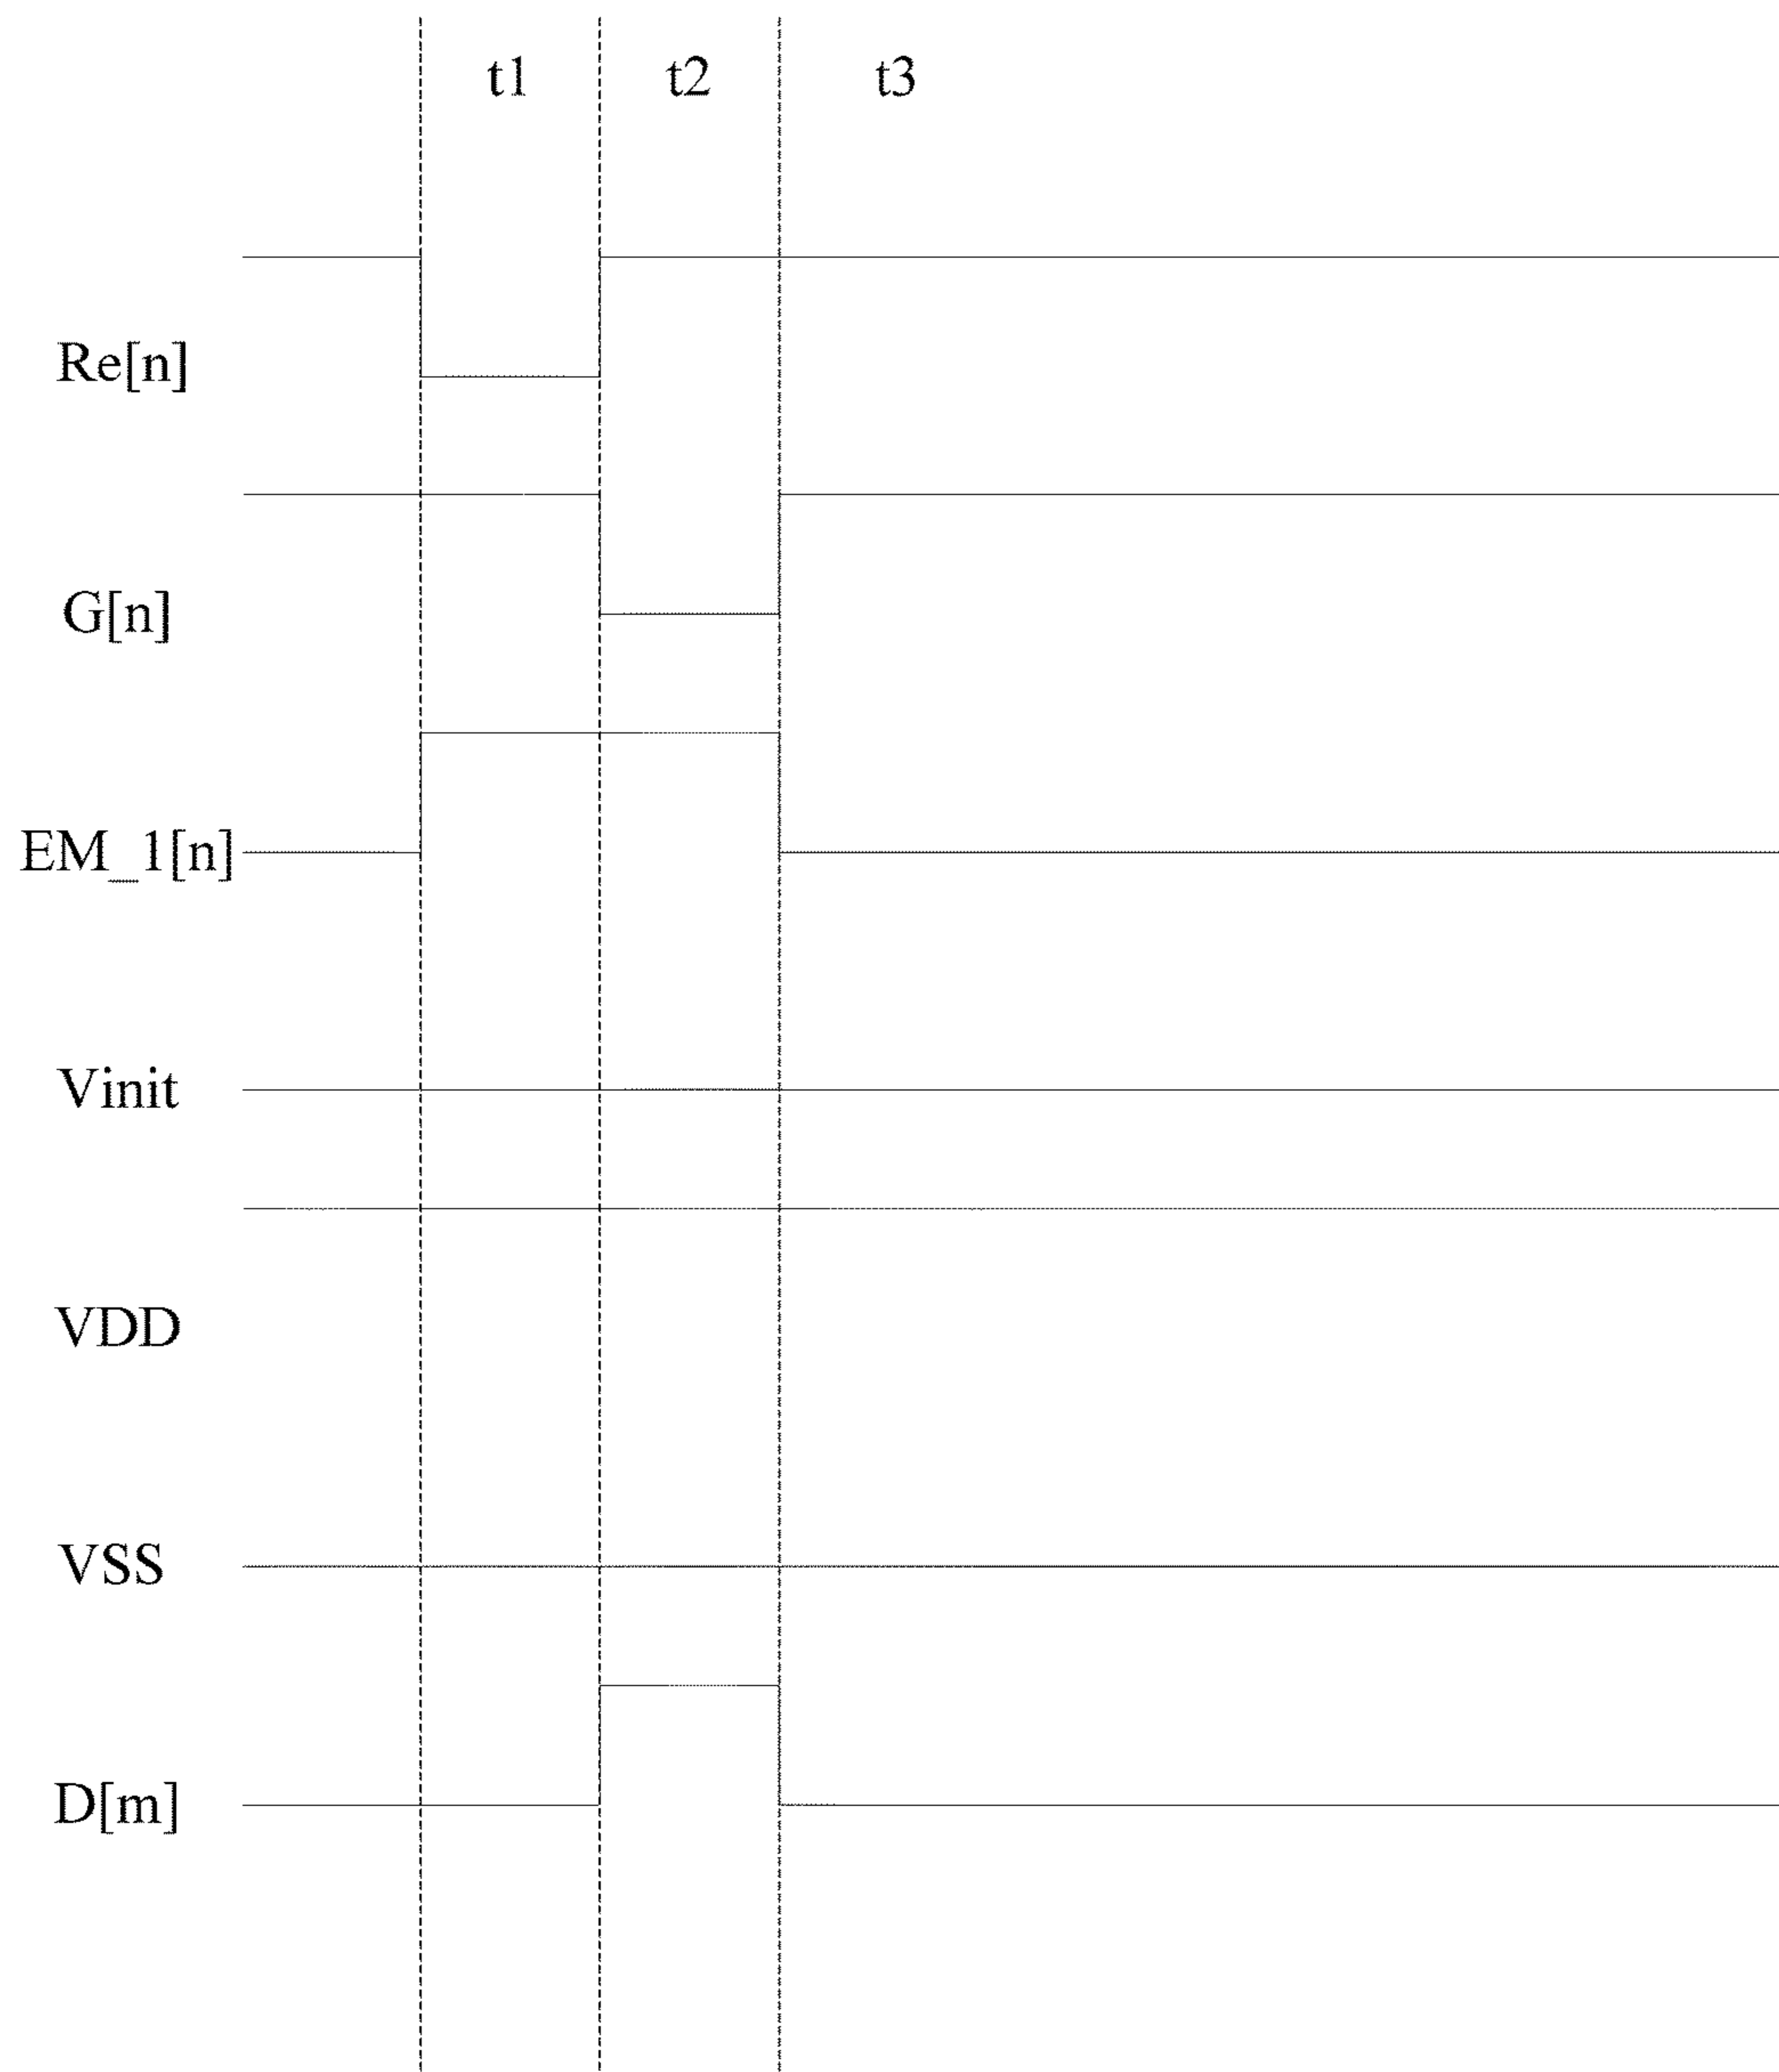 t1 t2 t3
Re[n]
G[n]
EM_1[n]
Vinit
VDD
VSS
D[m]